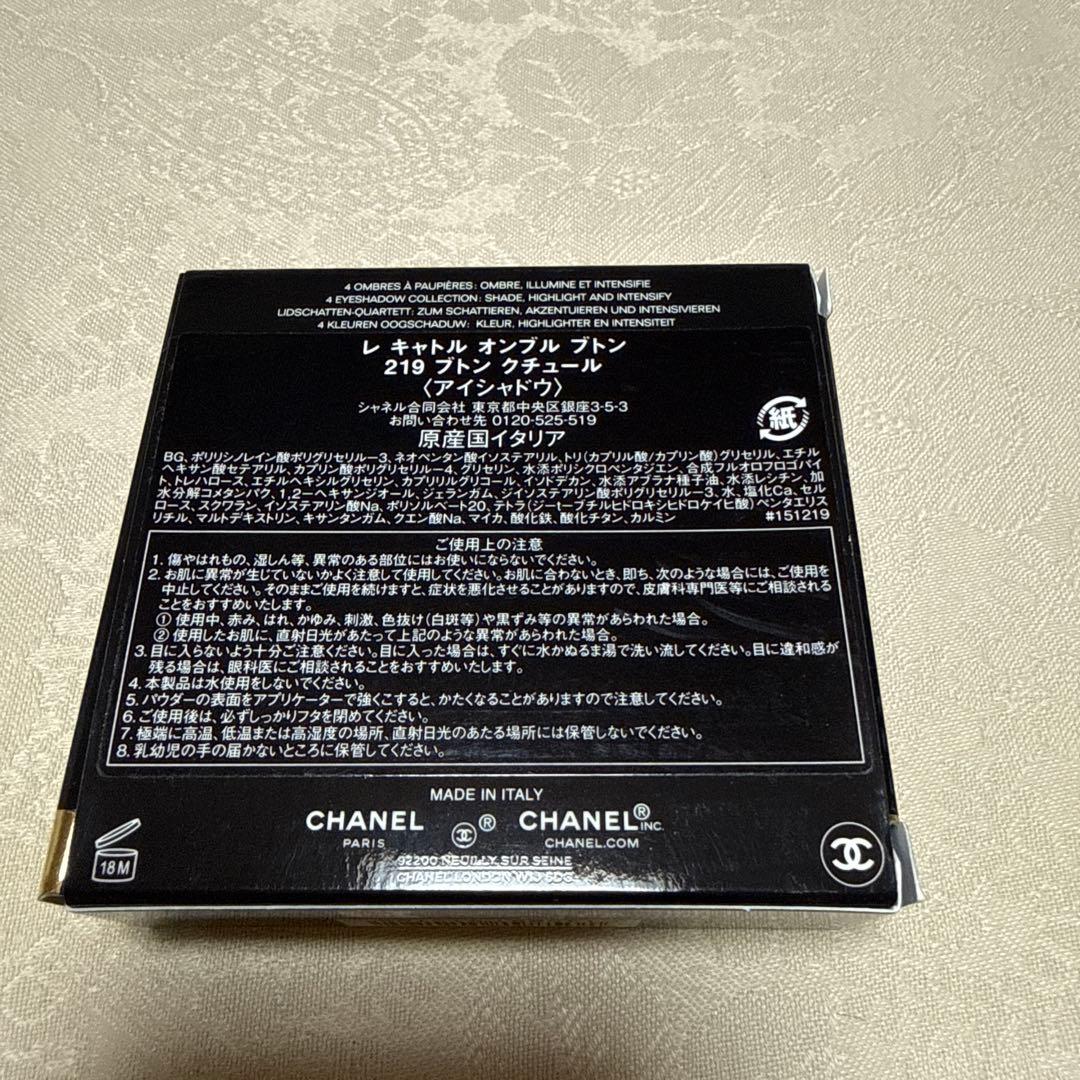 4 OMBRES À PAUPIÈRES: OMBRE, ILLUMINE ET INTENSIFIE
4 EYESHADOW COLLECTION: SHADE, HIGHLIGHT AND INTENSIFY
LIDSCHATTEN-QUARTETT: ZUM SCHATTIEREN, AKZENTUIEREN UND INTENSIVIEREN
4 KLEUREN OOGSCHADUW: KLEUR, HIGHLIGHTER EN INTENSITEIT
レ キャトル オンブル ブトン
219 ブトン クチュール
〈アイシャドウ〉
シャネル合同会社 東京都中央区銀座3-5-3
お問い合わせ先 0120-525-519
原産国イタリア
紙
BG、ポリリシノレイン酸ポリグリセリル-3、ネオペンタン酸イソステアリル、トリ(カプリル酸/カプリン酸)グリセリル、エチル
ヘキサン酸セテアリル、カプリン酸ポリグリセリル-4、グリセリン、水添ポリシクロペンタジエン、合成フルオロフロゴパイ
ト、トレハロース、エチルヘキシルグリセリン、カプリリルグリコール、イソドデカン、水添アブラナ種子油、水添レシチン、加
水分解コメタンパク、1,2-ヘキサンジオール、ジェランガム、ジイソステアリン酸ポリグリセリル-3、水、塩化Ca、セル
ロース、スクワラン、イソステアリン酸Na、ポリソルベート20、テトラ(ジ-t-ブチルヒドロキシヒドロケイヒ酸)ペンタエリス
リチル、マルトデキストリン、キサンタンガム、クエン酸Na、マイカ、酸化鉄、酸化チタン、カルミン #151219
ご使用上の注意
1. 傷やはれもの、湿しん等、異常のある部位にはお使いにならないでください。
2. お肌に異常が生じていないかよく注意して使用してください。お肌に合わないとき、即ち、次のような場合には、ご使用を
中止してください。そのままご使用を続けますと、症状を悪化させることがありますので、皮膚科専門医等にご相談される
ことをおすすめいたします。
① 使用中、赤み、はれ、かゆみ、刺激、色抜け(白斑等)や黒ずみ等の異常があらわれた場合。
② 使用したお肌に、直射日光があたって上記のような異常があらわれた場合。
3. 目に入らないよう十分ご注意ください。目に入った場合は、すぐに水かぬるま湯で洗い流してください。目に違和感が
残る場合は、眼科医にご相談されることをおすすめいたします。
4. 本製品は水使用をしないでください。
5. パウダーの表面をアプリケーターで強くこすると、かたくなることがありますので注意してください。
6. ご使用後は、必ずしっかりフタを閉めてください。
7. 極端に高温、低温または高湿度の場所、直射日光のあたる場所には保管しないでください。
8. 乳幼児の手の届かないところに保管してください。
MADE IN ITALY
CHANEL ® CHANEL® INC.
PARIS CHANEL.COM
92200 NEUILLY SUR SEINE
CHANEL LONDON W1J 5DG
18 M